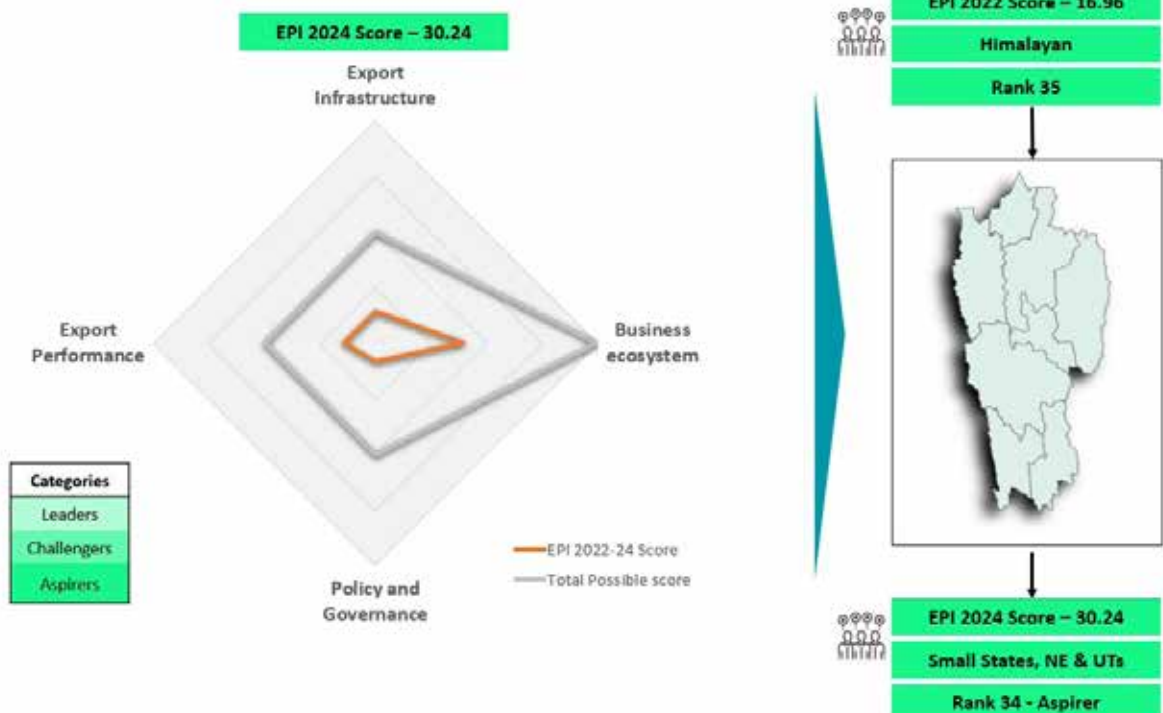 EPI 2024 Score – 30.24
Export
Infrastructure
Export
Performance
Business
ecosystem
Policy and
Governance
Categories
Leaders
Challengers
Aspirers
EPI 2022-24 Score
Total Possible score
EPI 2022 Score – 16.96
Himalayan
Rank 35
EPI 2024 Score – 30.24
Small States, NE & UTs
Rank 34 - Aspirer